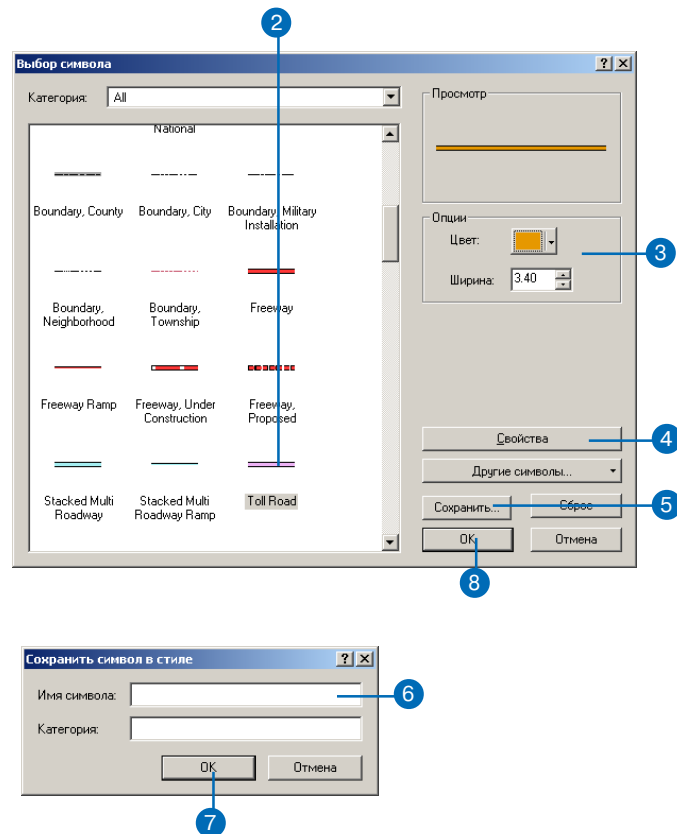 2
Выбор символа
Категория: All
National
Boundary, County
Boundary, City
Boundary, Military
Installation
Boundary,
Neighborhood
Boundary,
Township
Freeway
Freeway Ramp
Freeway, Under
Construction
Freeway,
Proposed
Stacked Multi
Roadway
Stacked Multi
Roadway Ramp
Toll Road
Просмотр
Опции
Цвет:
3
Ширина: 3.40
Свойства
4
Другие символы...
Сохранить...
Сброс
5
OK
Отмена
8
Сохранить символ в стиле
Имя символа:
6
Категория:
OK
Отмена
7